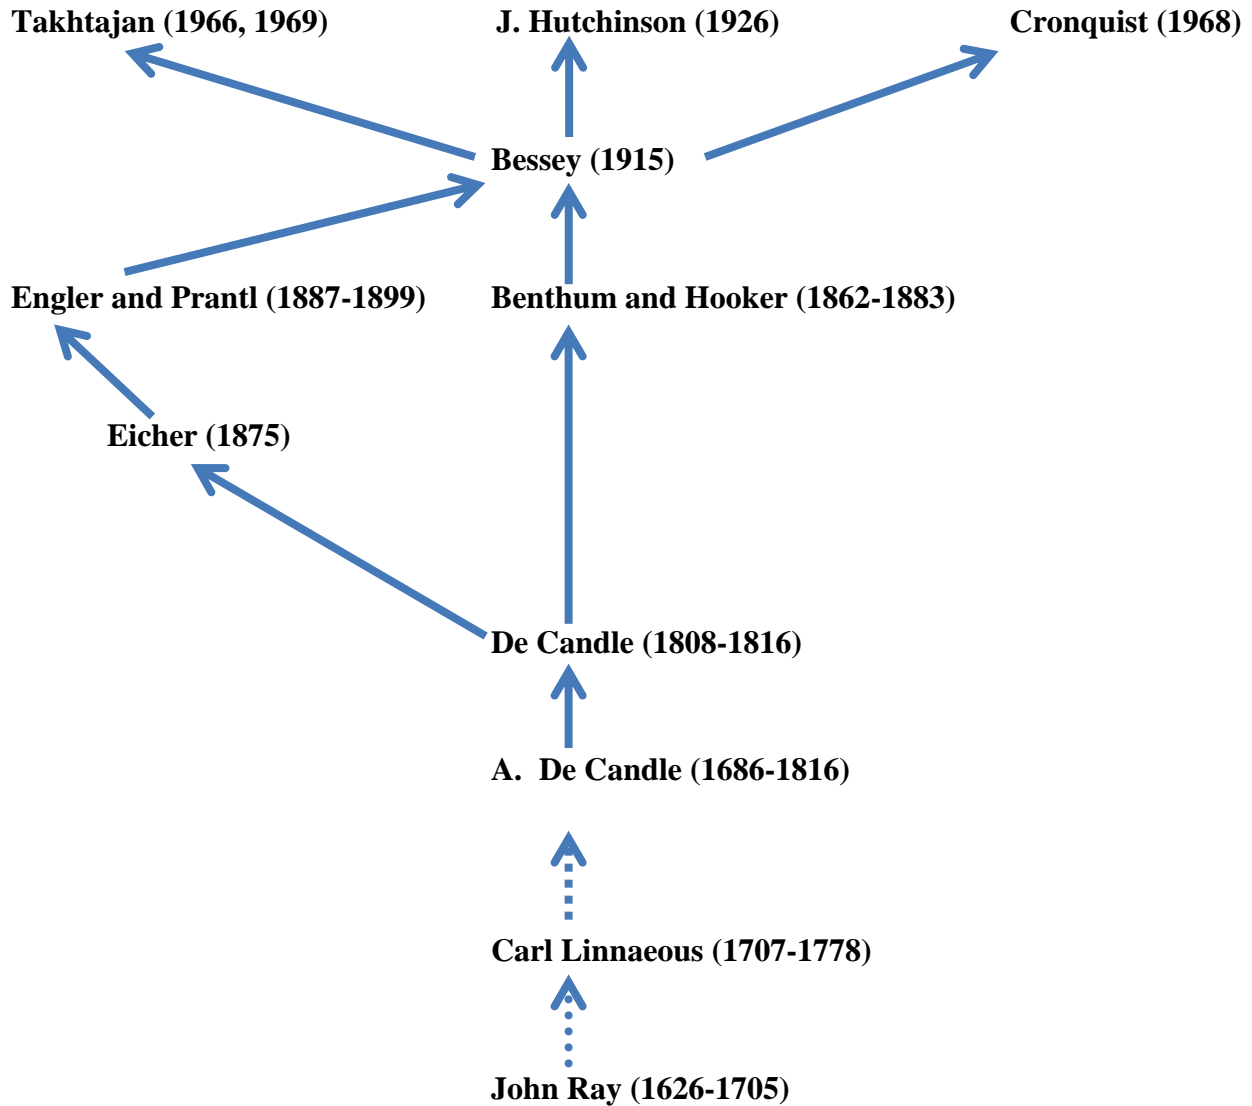 Takhtajan (1966, 1969)
J. Hutchinson (1926)
Cronquist (1968)
Bessey (1915)
Engler and Prantl (1887-1899)
Benthum and Hooker (1862-1883)
Eicher (1875)
De Candle (1808-1816)
A. De Candle (1686-1816)
Carl Linnaeous (1707-1778)
John Ray (1626-1705)